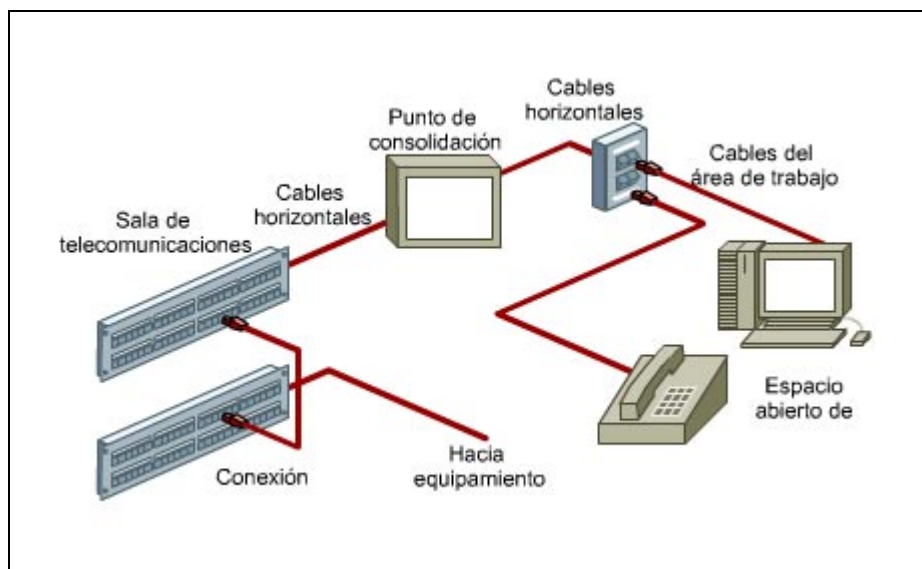 Cables
horizontales
Punto de
consolidación
Cables del
área de trabajo
Cables
horizontales
Sala de
telecomunicaciones
Espacio
abierto de
Conexión
Hacia
equipamiento